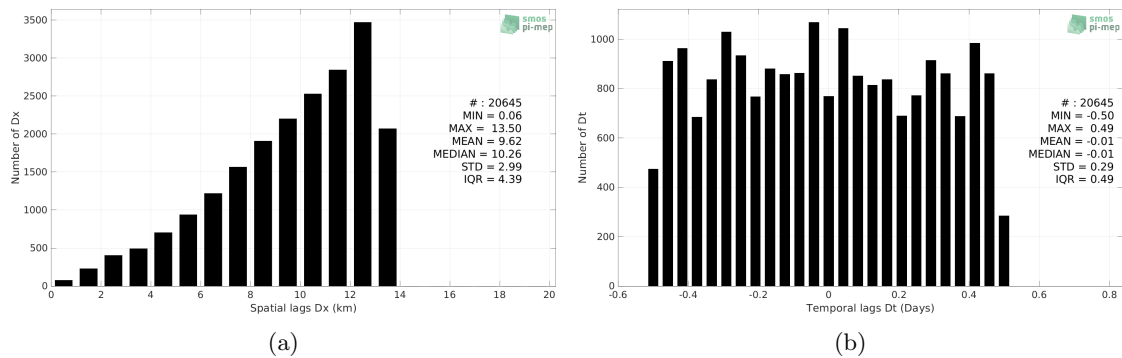 3500
3000
2500
2000
1500
1000
500
0
Number of Dx
smos
pi-mep
# : 20645
MIN = 0.06
MAX = 13.50
MEAN = 9.62
MEDIAN = 10.26
STD = 2.99
IQR = 4.39
0 2 4 6 8 10 12 14 16 18 20
Spatial lags Dx (km)
(a)
1000
800
600
400
200
0
Number of Dt
smos
pi-mep
# : 20645
MIN = -0.50
MAX = 0.49
MEAN = -0.01
MEDIAN = -0.01
STD = 0.29
IQR = 0.49
-0.6 -0.4 -0.2 0 0.2 0.4 0.6 0.8
Temporal lags Dt (Days)
(b)